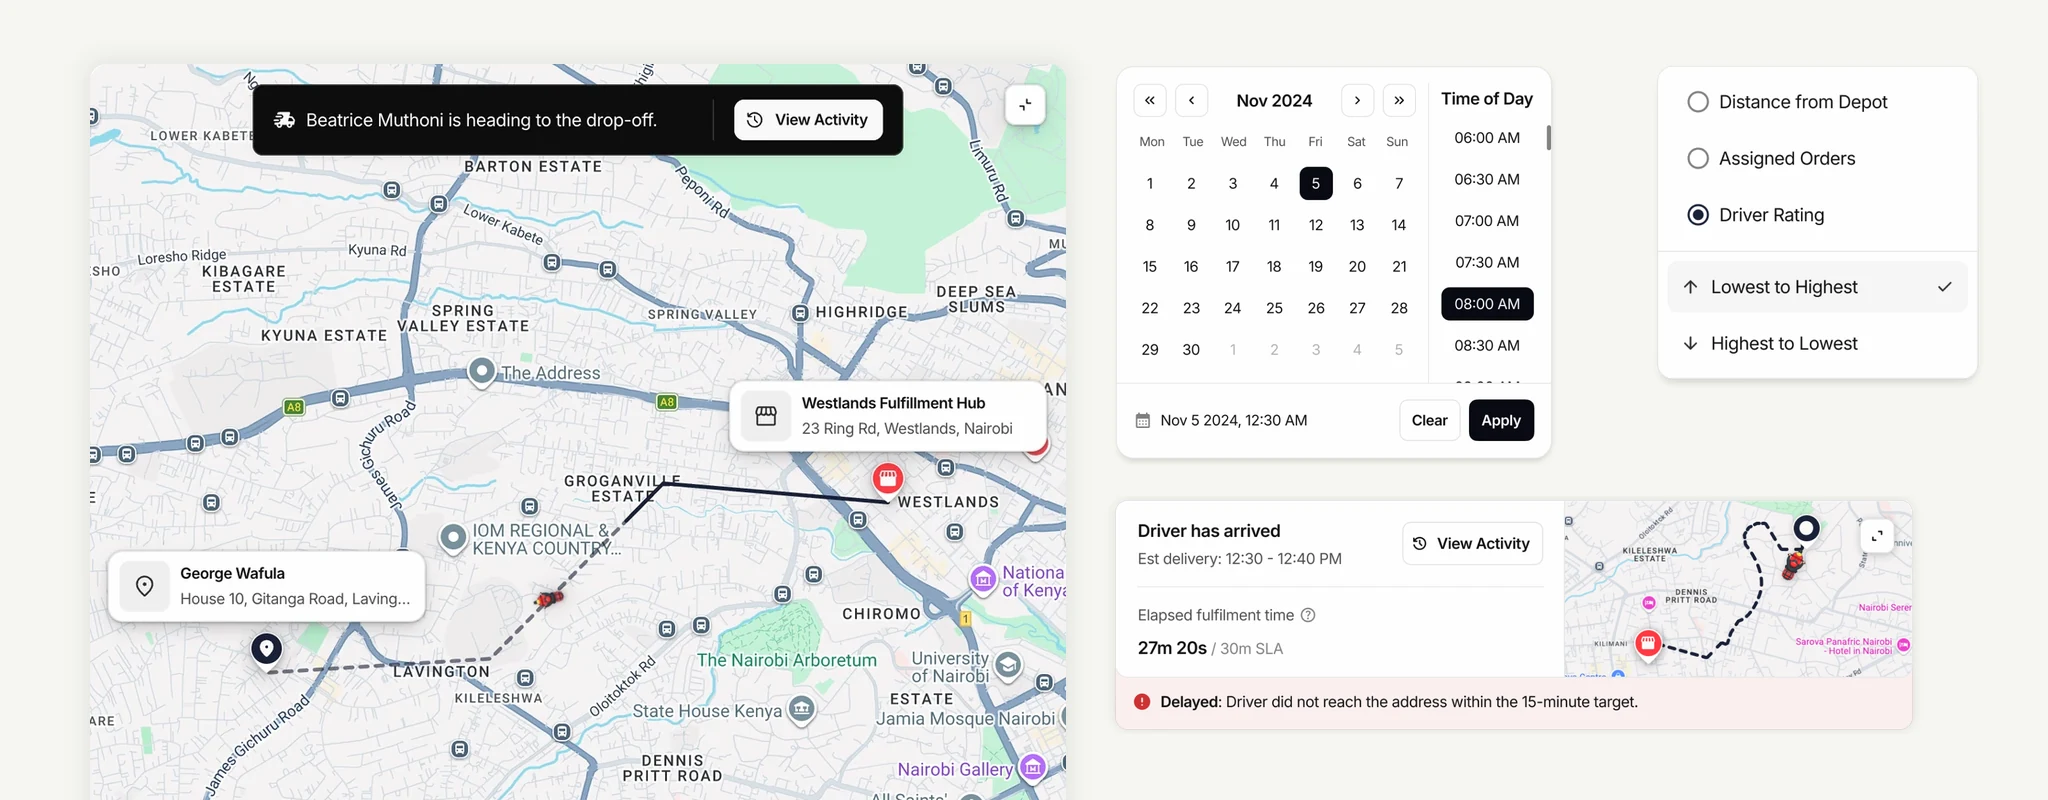 Beatrice Muthoni is heading to the drop-off.
View Activity
LOWER KABETE
BARTON ESTATE
Peponi Rd
Limuru Rd
Lower Kabete
Kyuna Rd
Loresho Ridge
KIBAGARE
ESTATE
SPRING
VALLEY ESTATE
KYUNA ESTATE
SPRING VALLEY
HIGHRIDGE
DEEP SEA
SLUMS
The Address
A8
A8
James Gichuru Road
Westlands Fulfillment Hub
23 Ring Rd, Westlands, Nairobi
GROGANVILLE
ESTATE
WESTLANDS
IOM REGIONAL &
KENYA COUNTRY...
George Wafula
House 10, Gitanga Road, Laving...
Nationa
of Keny
CHIROMO
1
LAVINGTON
KILELESHWA
Oloitoktok Rd
The Nairobi Arboretum
University
of Nairobi
ESTATE
State House Kenya
Jamia Mosque Nairobi
ARE
James Gichuru Road
DENNIS
PRITT ROAD
Nairobi Gallery
All Saints'
« ‹ Nov 2024 › »
Mon Tue Wed Thu Fri Sat Sun
1 2 3 4 5 6 7
8 9 10 11 12 13 14
15 16 17 18 19 20 21
22 23 24 25 26 27 28
29 30 1 2 3 4 5
Time of Day
06:00 AM
06:30 AM
07:00 AM
07:30 AM
08:00 AM
08:30 AM
Nov 5 2024, 12:30 AM
Clear
Apply
Distance from Depot
Assigned Orders
Driver Rating
Lowest to Highest
Highest to Lowest
Driver has arrived
Est delivery: 12:30 - 12:40 PM
View Activity
Elapsed fulfilment time
27m 20s / 30m SLA
Oloitoktok Rd
KILELESHWA
ESTATE
DENNIS
PRITT ROAD
KILIMANI
Nairobi Serer
Sarova Panafric Nairobi
- Hotel in Nairobi
Delayed: Driver did not reach the address within the 15-minute target.